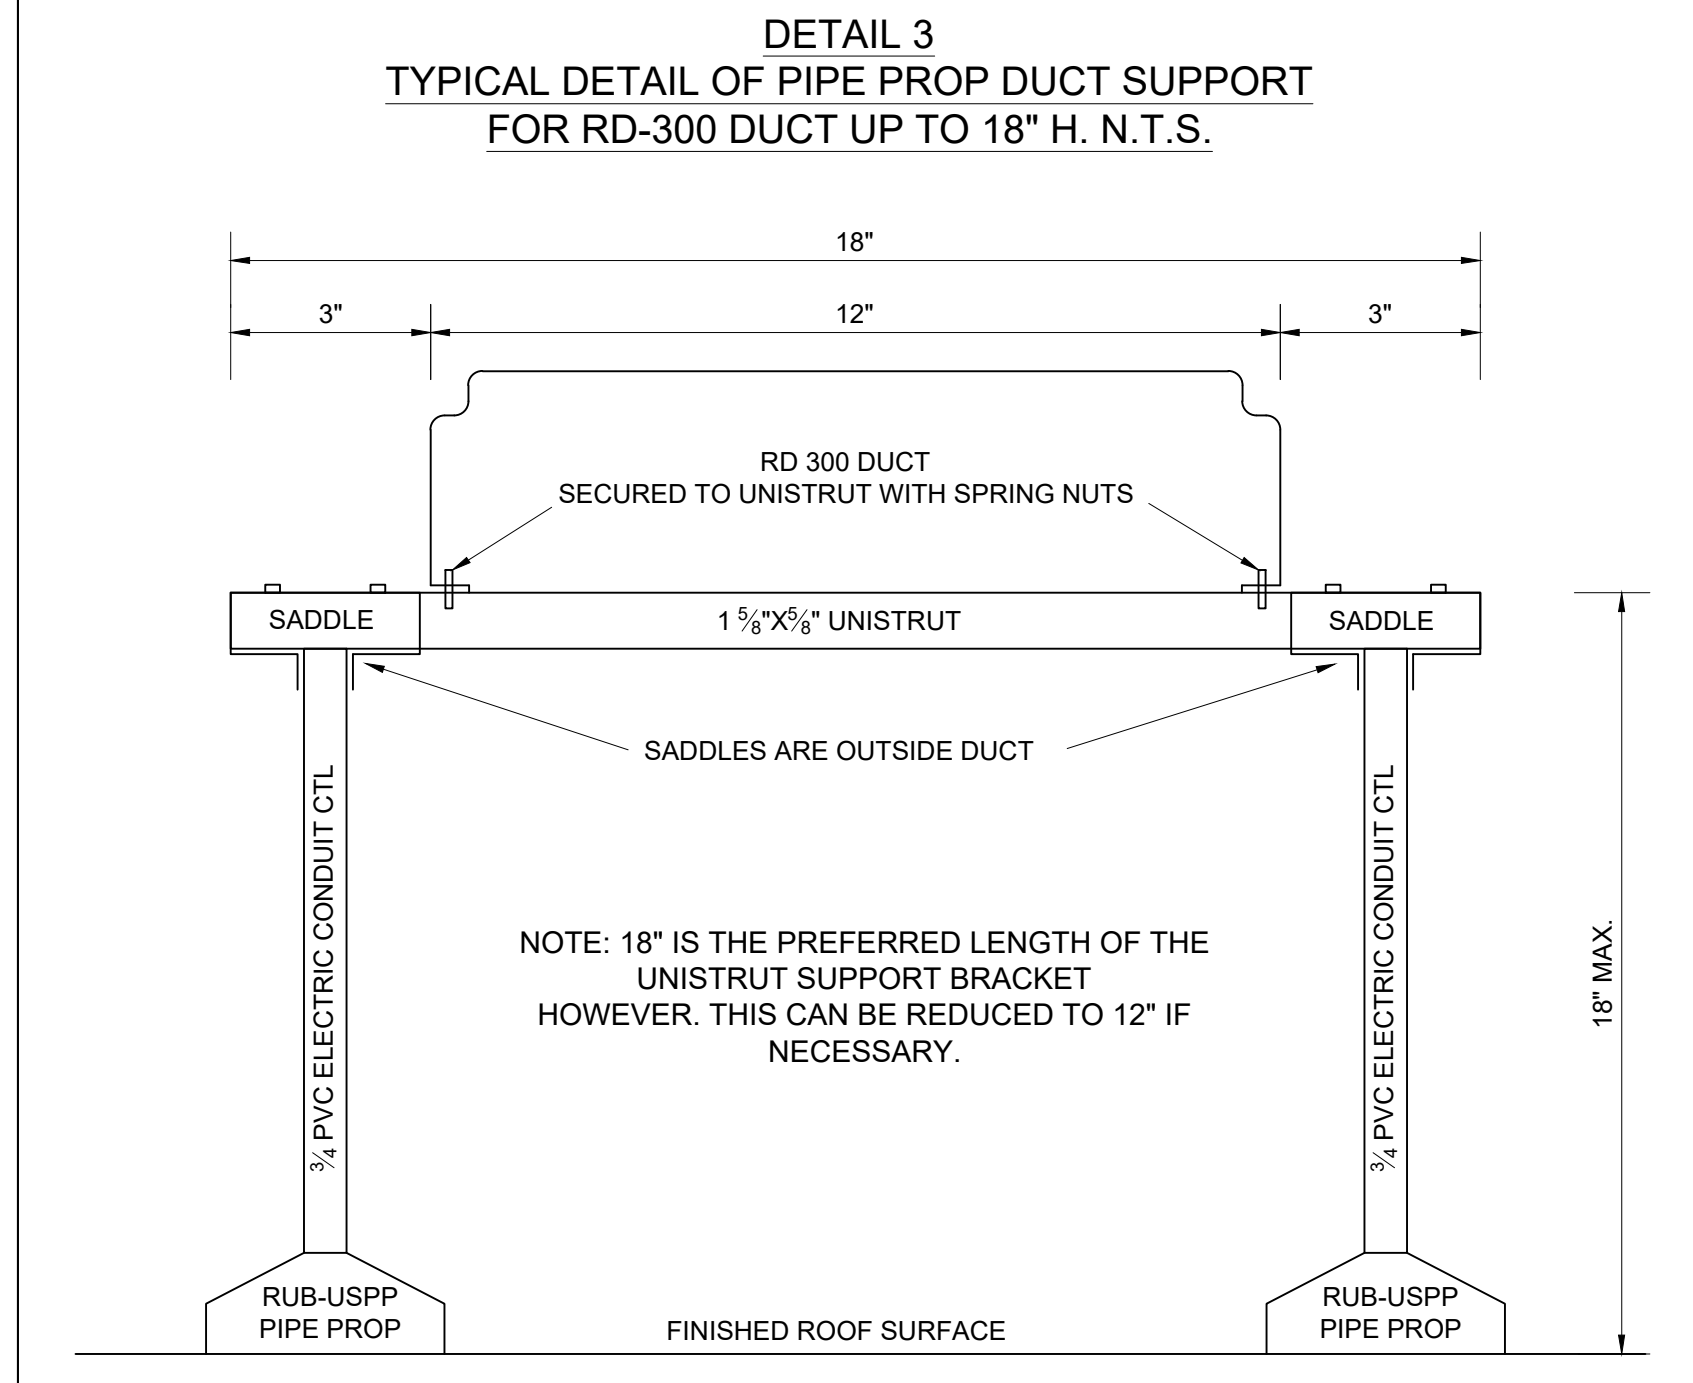 DETAIL 3
TYPICAL DETAIL OF PIPE PROP DUCT SUPPORT
FOR RD-300 DUCT UP TO 18" H. N.T.S.
18"
3"
12"
3"
RD 300 DUCT
SECURED TO UNISTRUT WITH SPRING NUTS
SADDLE
1 ⅝"X⅝" UNISTRUT
SADDLE
SADDLES ARE OUTSIDE DUCT
¾ PVC ELECTRIC CONDUIT CTL
NOTE: 18" IS THE PREFERRED LENGTH OF THE
UNISTRUT SUPPORT BRACKET
HOWEVER. THIS CAN BE REDUCED TO 12" IF
NECESSARY.
¾ PVC ELECTRIC CONDUIT CTL
18" MAX.
RUB-USPP
PIPE PROP
FINISHED ROOF SURFACE
RUB-USPP
PIPE PROP